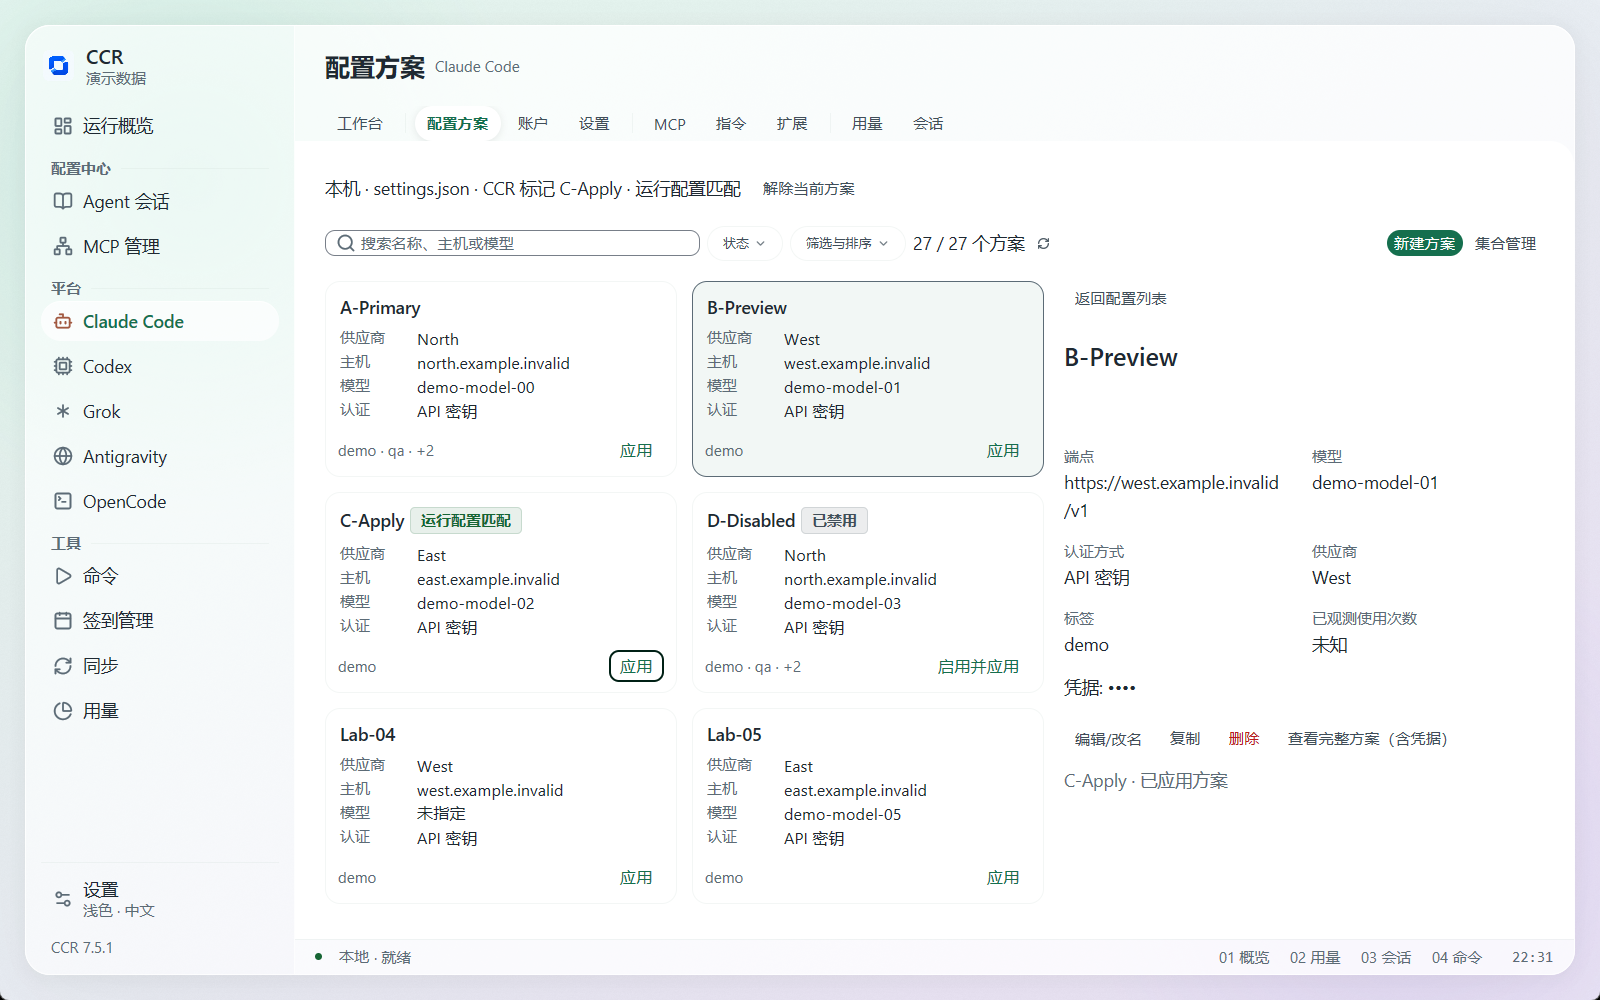 CCR
演示数据
运行概览
配置中心
Agent 会话
MCP 管理
平台
Claude Code
Codex
Grok
Antigravity
OpenCode
工具
命令
签到管理
同步
用量
设置
浅色 · 中文
CCR 7.5.1
配置方案 Claude Code
工作台 配置方案 账户 设置 MCP 指令 扩展 用量 会话
本机 · settings.json · CCR 标记 C-Apply · 运行配置匹配 解除当前方案
搜索名称、主机或模型 状态 筛选与排序 27 / 27 个方案 新建方案 集合管理
A-Primary
供应商 North
主机 north.example.invalid
模型 demo-model-00
认证 API 密钥
demo · qa · +2 应用
B-Preview
供应商 West
主机 west.example.invalid
模型 demo-model-01
认证 API 密钥
demo 应用
C-Apply 运行配置匹配
供应商 East
主机 east.example.invalid
模型 demo-model-02
认证 API 密钥
demo 应用
D-Disabled 已禁用
供应商 North
主机 north.example.invalid
模型 demo-model-03
认证 API 密钥
demo · qa · +2 启用并应用
Lab-04
供应商 West
主机 west.example.invalid
模型 未指定
认证 API 密钥
demo 应用
Lab-05
供应商 East
主机 east.example.invalid
模型 demo-model-05
认证 API 密钥
demo 应用
返回配置列表
B-Preview
端点 模型
https://west.example.invalid demo-model-01
/v1
认证方式 供应商
API 密钥 West
标签 已观测使用次数
demo 未知
凭据: ••••
编辑/改名 复制 删除 查看完整方案（含凭据）
C-Apply · 已应用方案
本地 · 就绪 01 概览 02 用量 03 会话 04 命令 22:31